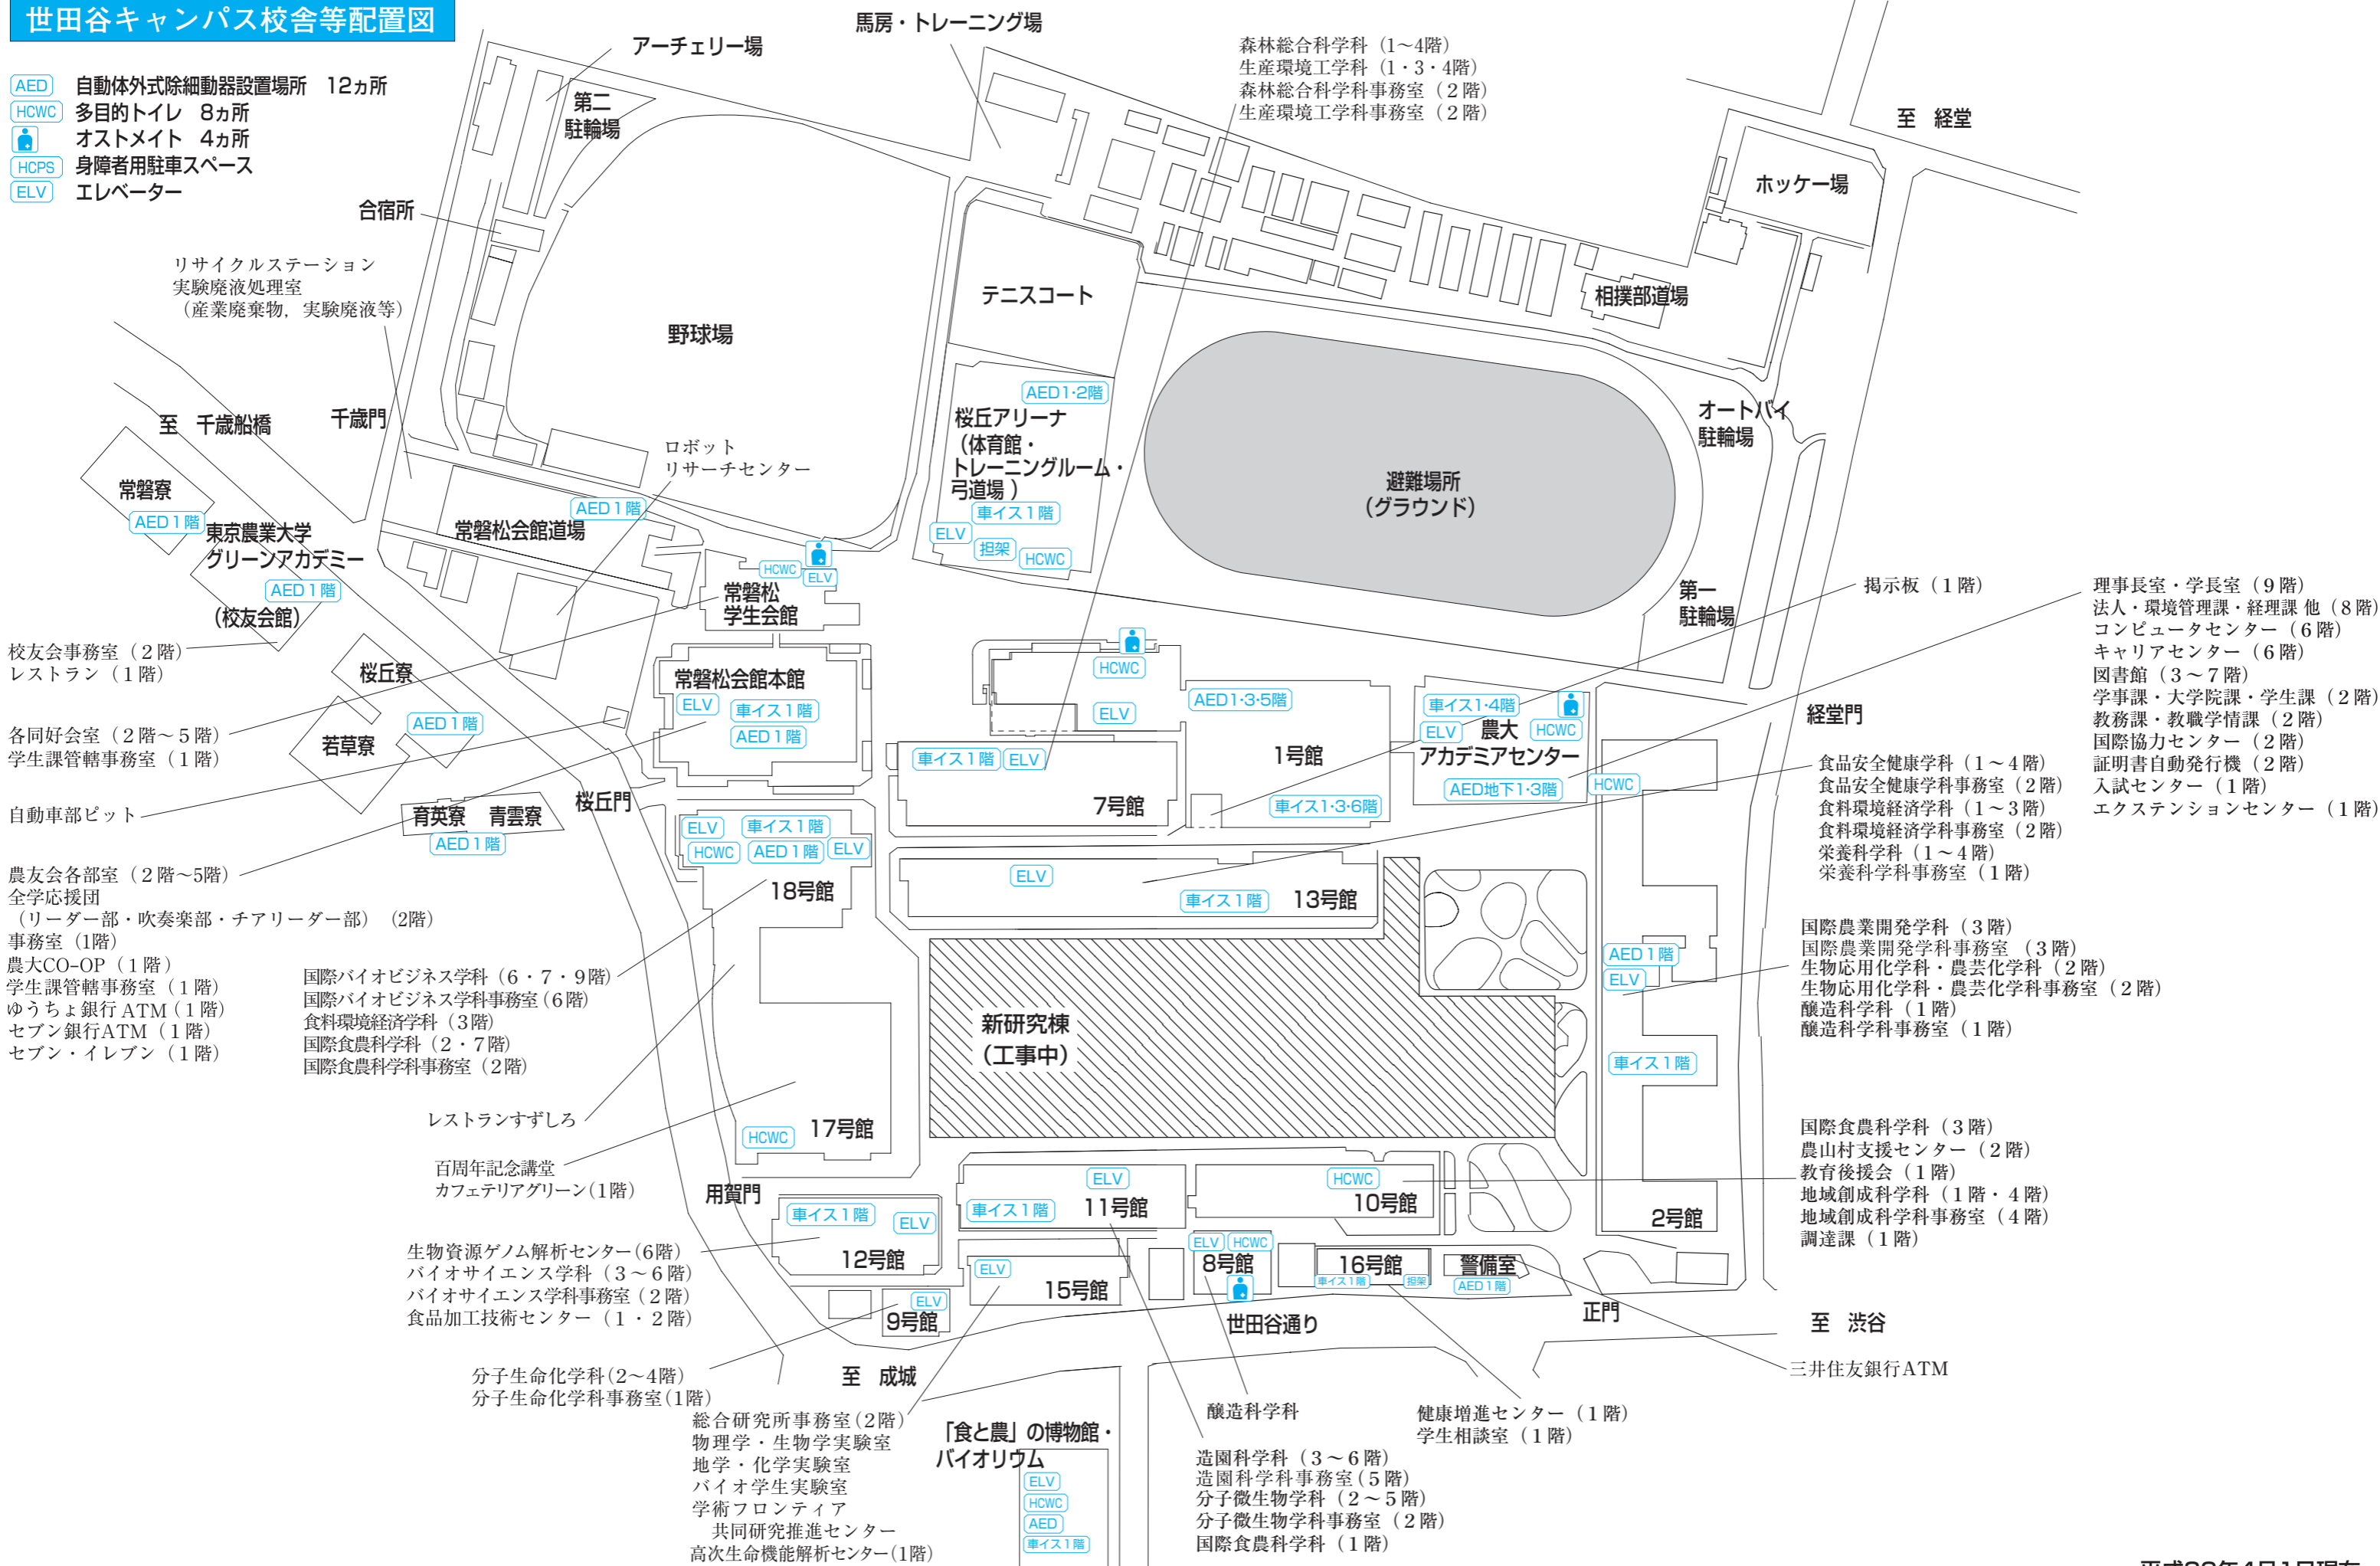 世田谷キャンパス校舎等配置図
AED 自動体外式除細動器設置場所 12ヵ所
HCWC 多目的トイレ 8ヵ所
オストメイト 4ヵ所
HCPS 身障者用駐車スペース
ELV エレベーター
アーチェリー場
馬房・トレーニング場
第二
駐輪場
合宿所
森林総合科学科（1～4階）
生産環境工学科（1・3・4階）
森林総合科学科事務室（2階）
生産環境工学科事務室（2階）
至 経堂
ホッケー場
リサイクルステーション
実験廃液処理室
（産業廃棄物，実験廃液等）
野球場
テニスコート
相撲部道場
至 千歳船橋
千歳門
ロボット
リサーチセンター
AED1・2階
桜丘アリーナ
（体育館・
トレーニングルーム・
弓道場）
車イス1階
ELV
担架
HCWC
避難場所
（グラウンド）
オートバイ
駐輪場
常磐寮
AED1階
東京農業大学
グリーンアカデミー
AED1階
（校友会館）
常磐松会館道場
AED1階
HCWC
ELV
常磐松
学生会館
第一
駐輪場
掲示板（1階）
理事長室・学長室（9階）
法人・環境管理課・経理課 他（8階）
コンピュータセンター（6階）
キャリアセンター（6階）
図書館（3～7階）
学事課・大学院課・学生課（2階）
教務課・教職学情課（2階）
国際協力センター（2階）
証明書自動発行機（2階）
入試センター（1階）
エクステンションセンター（1階）
校友会事務室（2階）
レストラン（1階）
桜丘寮
AED1階
若草寮
常磐松会館本館
ELV
車イス1階
AED1階
HCWC
ELV
AED1・3・5階
1号館
車イス1・3・6階
車イス1階
ELV
7号館
車イス1・4階
ELV
農大
HCWC
アカデミアセンター
AED地下1・3階
HCWC
経堂門
各同好会室（2階～5階）
学生課管轄事務室（1階）
自動車部ピット
桜丘門
育英寮 青雲寮
AED1階
食品安全健康学科（1～4階）
食品安全健康学科事務室（2階）
食料環境経済学科（1～3階）
食料環境経済学科事務室（2階）
栄養科学科（1～4階）
栄養科学科事務室（1階）
農友会各部室（2階～5階）
全学応援団
（リーダー部・吹奏楽部・チアリーダー部）（2階）
事務室（1階）
農大CO-OP（1階）
学生課管轄事務室（1階）
ゆうちょ銀行ATM（1階）
セブン銀行ATM（1階）
セブン・イレブン（1階）
ELV
車イス1階
HCWC
AED1階
ELV
18号館
ELV
車イス1階
13号館
国際バイオビジネス学科（6・7・9階）
国際バイオビジネス学科事務室（6階）
食料環境経済学科（3階）
国際食農科学科（2・7階）
国際食農科学科事務室（2階）
新研究棟
（工事中）
AED1階
ELV
車イス1階
2号館
国際農業開発学科（3階）
国際農業開発学科事務室（3階）
生物応用化学科・農芸化学科（2階）
生物応用化学科・農芸化学科事務室（2階）
醸造科学科（1階）
醸造科学科事務室（1階）
レストランすずしろ
HCWC
17号館
百周年記念講堂
カフェテリアグリーン（1階）
用賀門
国際食農科学科（3階）
農山村支援センター（2階）
教育後援会（1階）
地域創成科学科（1階・4階）
地域創成科学科事務室（4階）
調達課（1階）
車イス1階
ELV
12号館
ELV
車イス1階
11号館
HCWC
10号館
生物資源ゲノム解析センター（6階）
バイオサイエンス学科（3～6階）
バイオサイエンス学科事務室（2階）
食品加工技術センター（1・2階）
ELV
9号館
ELV
15号館
ELV
HCWC
8号館
16号館
車イス1階
担架
警備室
AED1階
正門
世田谷通り
至 渋谷
至 成城
三井住友銀行ATM
分子生命化学科（2～4階）
分子生命化学科事務室（1階）
総合研究所事務室（2階）
物理学・生物学実験室
地学・化学実験室
バイオ学生実験室
学術フロンティア
共同研究推進センター
高次生命機能解析センター（1階）
「食と農」の博物館・
バイオリウム
ELV
HCWC
AED
車イス1階
醸造科学科
造園科学科（3～6階）
造園科学科事務室（5階）
分子微生物学科（2～5階）
分子微生物学科事務室（2階）
国際食農科学科（1階）
健康増進センター（1階）
学生相談室（1階）